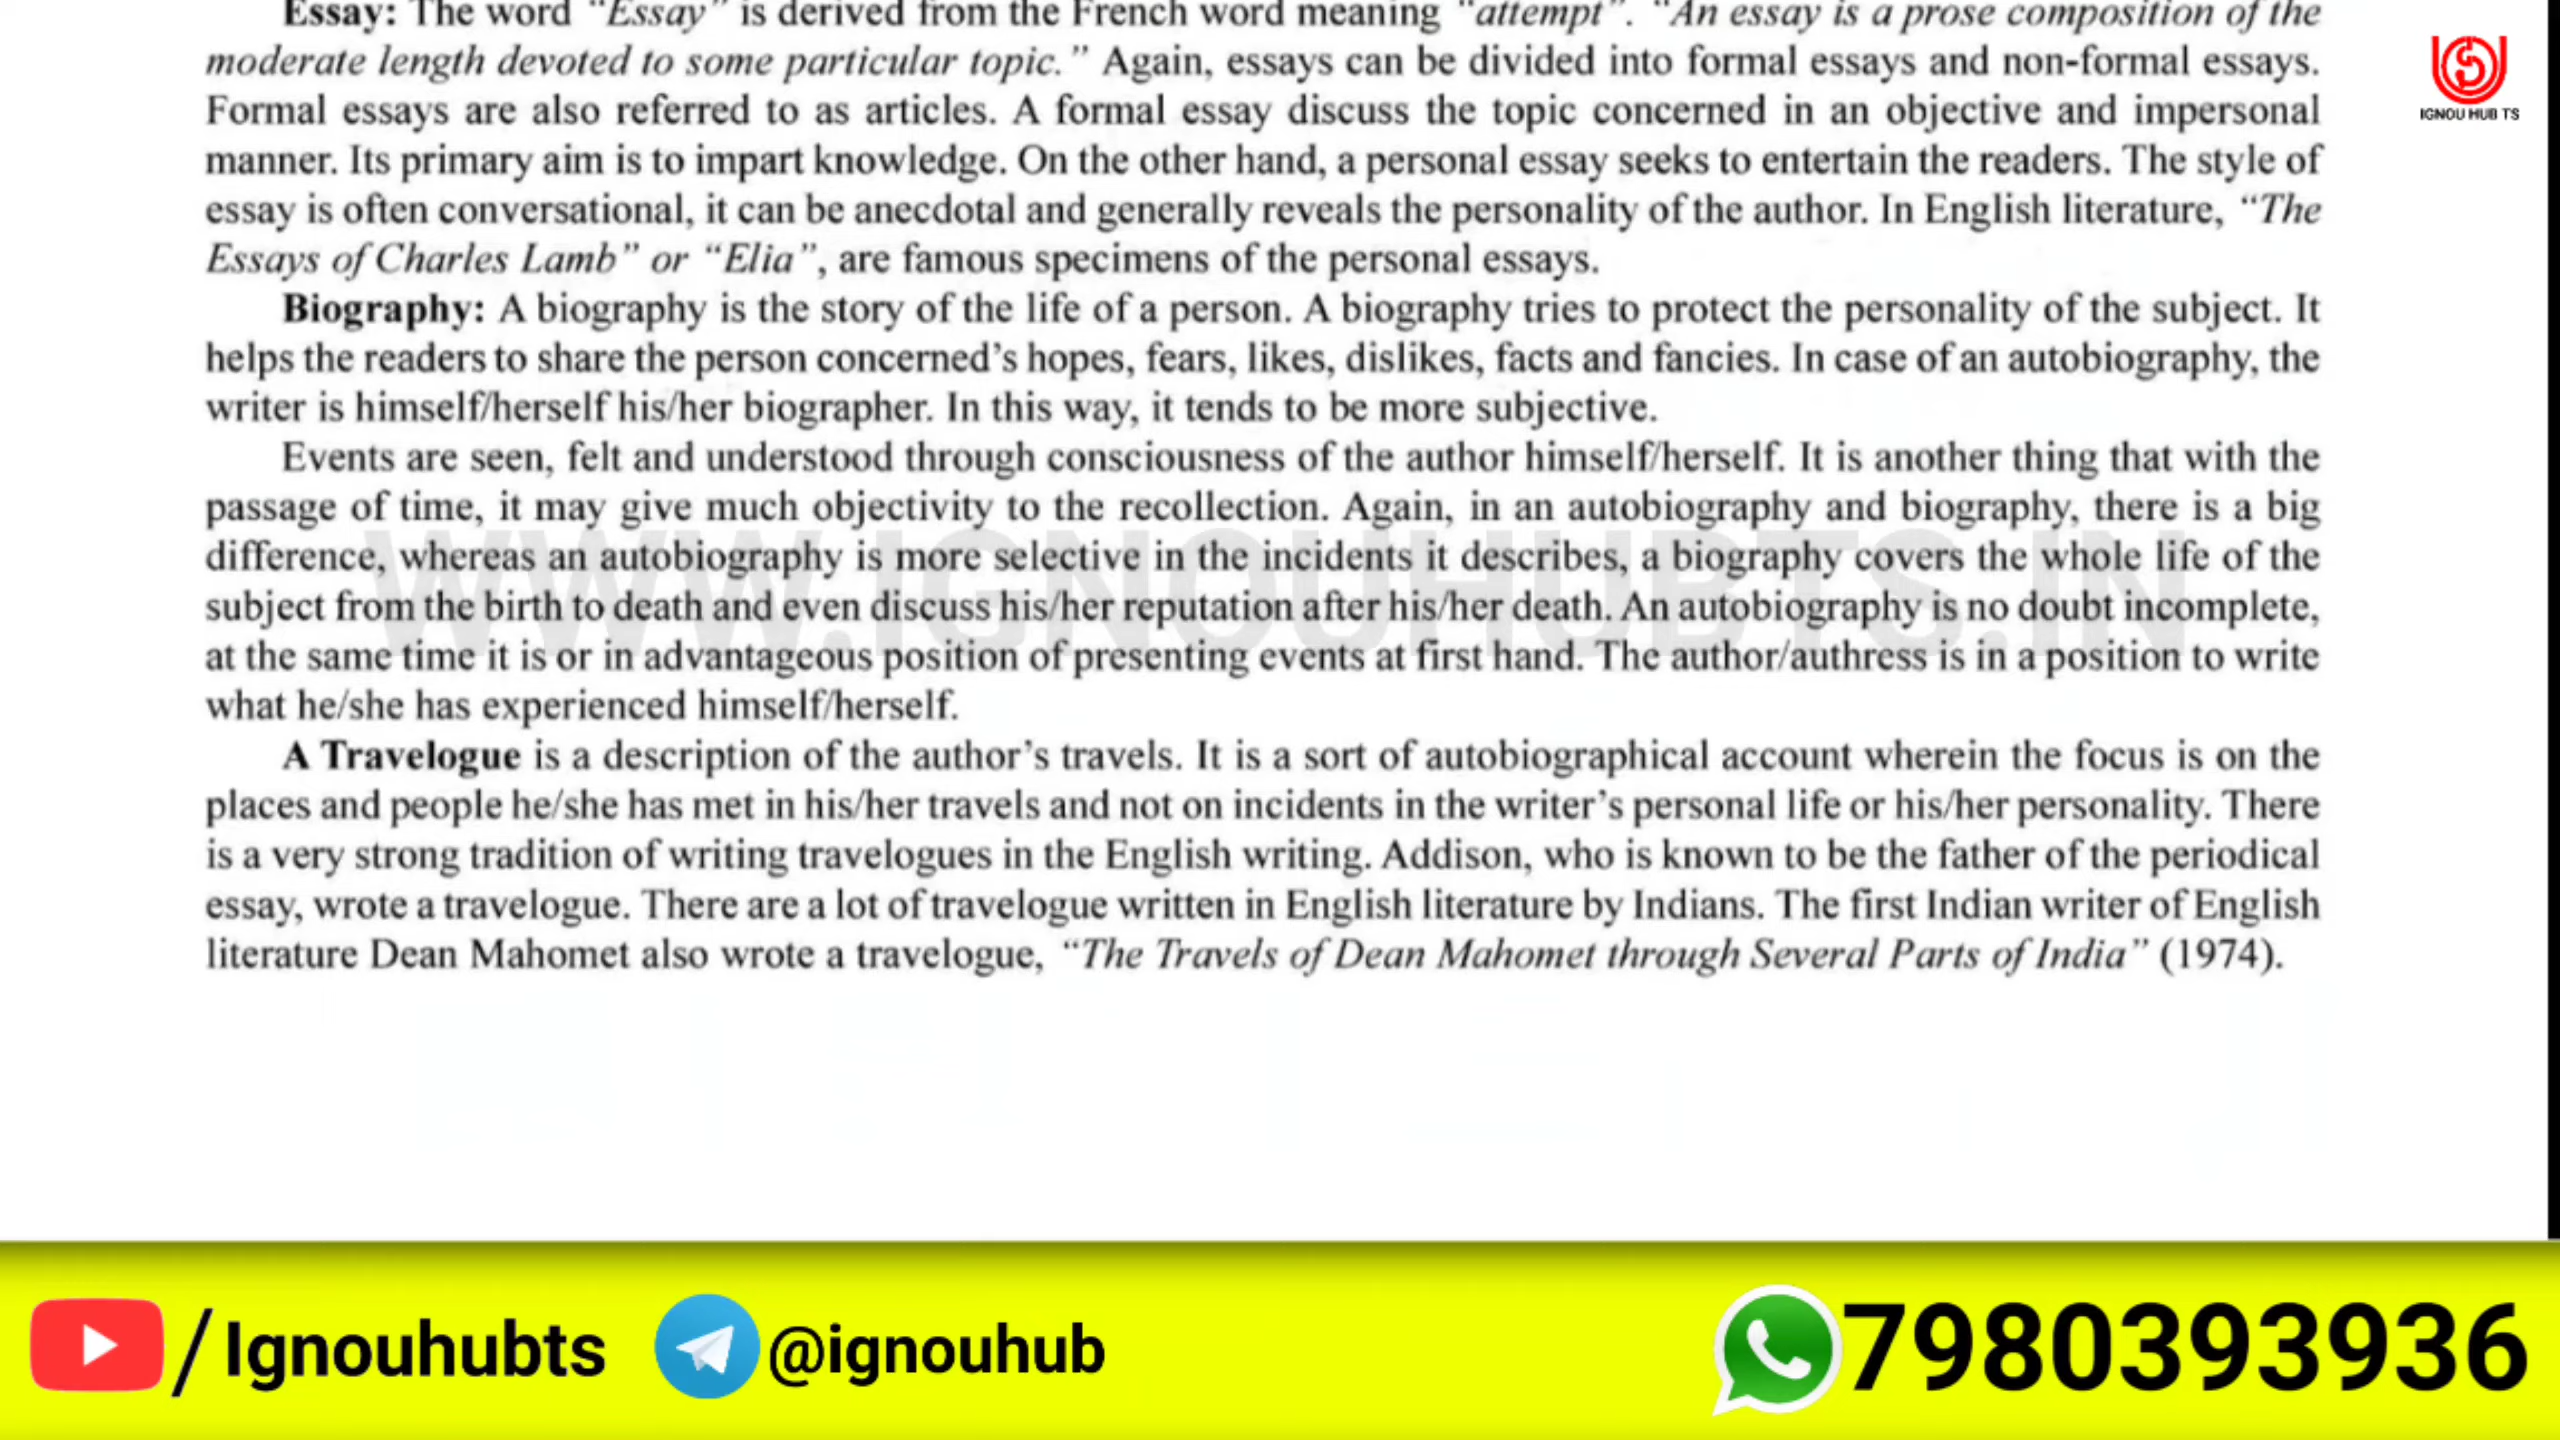 Essay: The word “Essay” is derived from the French word meaning “attempt”. “An essay is a prose composition of the
moderate length devoted to some particular topic.” Again, essays can be divided into formal essays and non-formal essays.
Formal essays are also referred to as articles. A formal essay discuss the topic concerned in an objective and impersonal
manner. Its primary aim is to impart knowledge. On the other hand, a personal essay seeks to entertain the readers. The style of
essay is often conversational, it can be anecdotal and generally reveals the personality of the author. In English literature, “The
Essays of Charles Lamb” or “Elia”, are famous specimens of the personal essays.
Biography: A biography is the story of the life of a person. A biography tries to protect the personality of the subject. It
helps the readers to share the person concerned’s hopes, fears, likes, dislikes, facts and fancies. In case of an autobiography, the
writer is himself/herself his/her biographer. In this way, it tends to be more subjective.
Events are seen, felt and understood through consciousness of the author himself/herself. It is another thing that with the
passage of time, it may give much objectivity to the recollection. Again, in an autobiography and biography, there is a big
difference, whereas an autobiography is more selective in the incidents it describes, a biography covers the whole life of the
subject from the birth to death and even discuss his/her reputation after his/her death. An autobiography is no doubt incomplete,
at the same time it is or in advantageous position of presenting events at first hand. The author/authress is in a position to write
what he/she has experienced himself/herself.
A Travelogue is a description of the author’s travels. It is a sort of autobiographical account wherein the focus is on the
places and people he/she has met in his/her travels and not on incidents in the writer’s personal life or his/her personality. There
is a very strong tradition of writing travelogues in the English writing. Addison, who is known to be the father of the periodical
essay, wrote a travelogue. There are a lot of travelogue written in English literature by Indians. The first Indian writer of English
literature Dean Mahomet also wrote a travelogue, “The Travels of Dean Mahomet through Several Parts of India” (1974).
IGNOU HUB TS
WWW.IGNOUHUBTS.IN
/Ignouhubts @ignouhub 7980393936